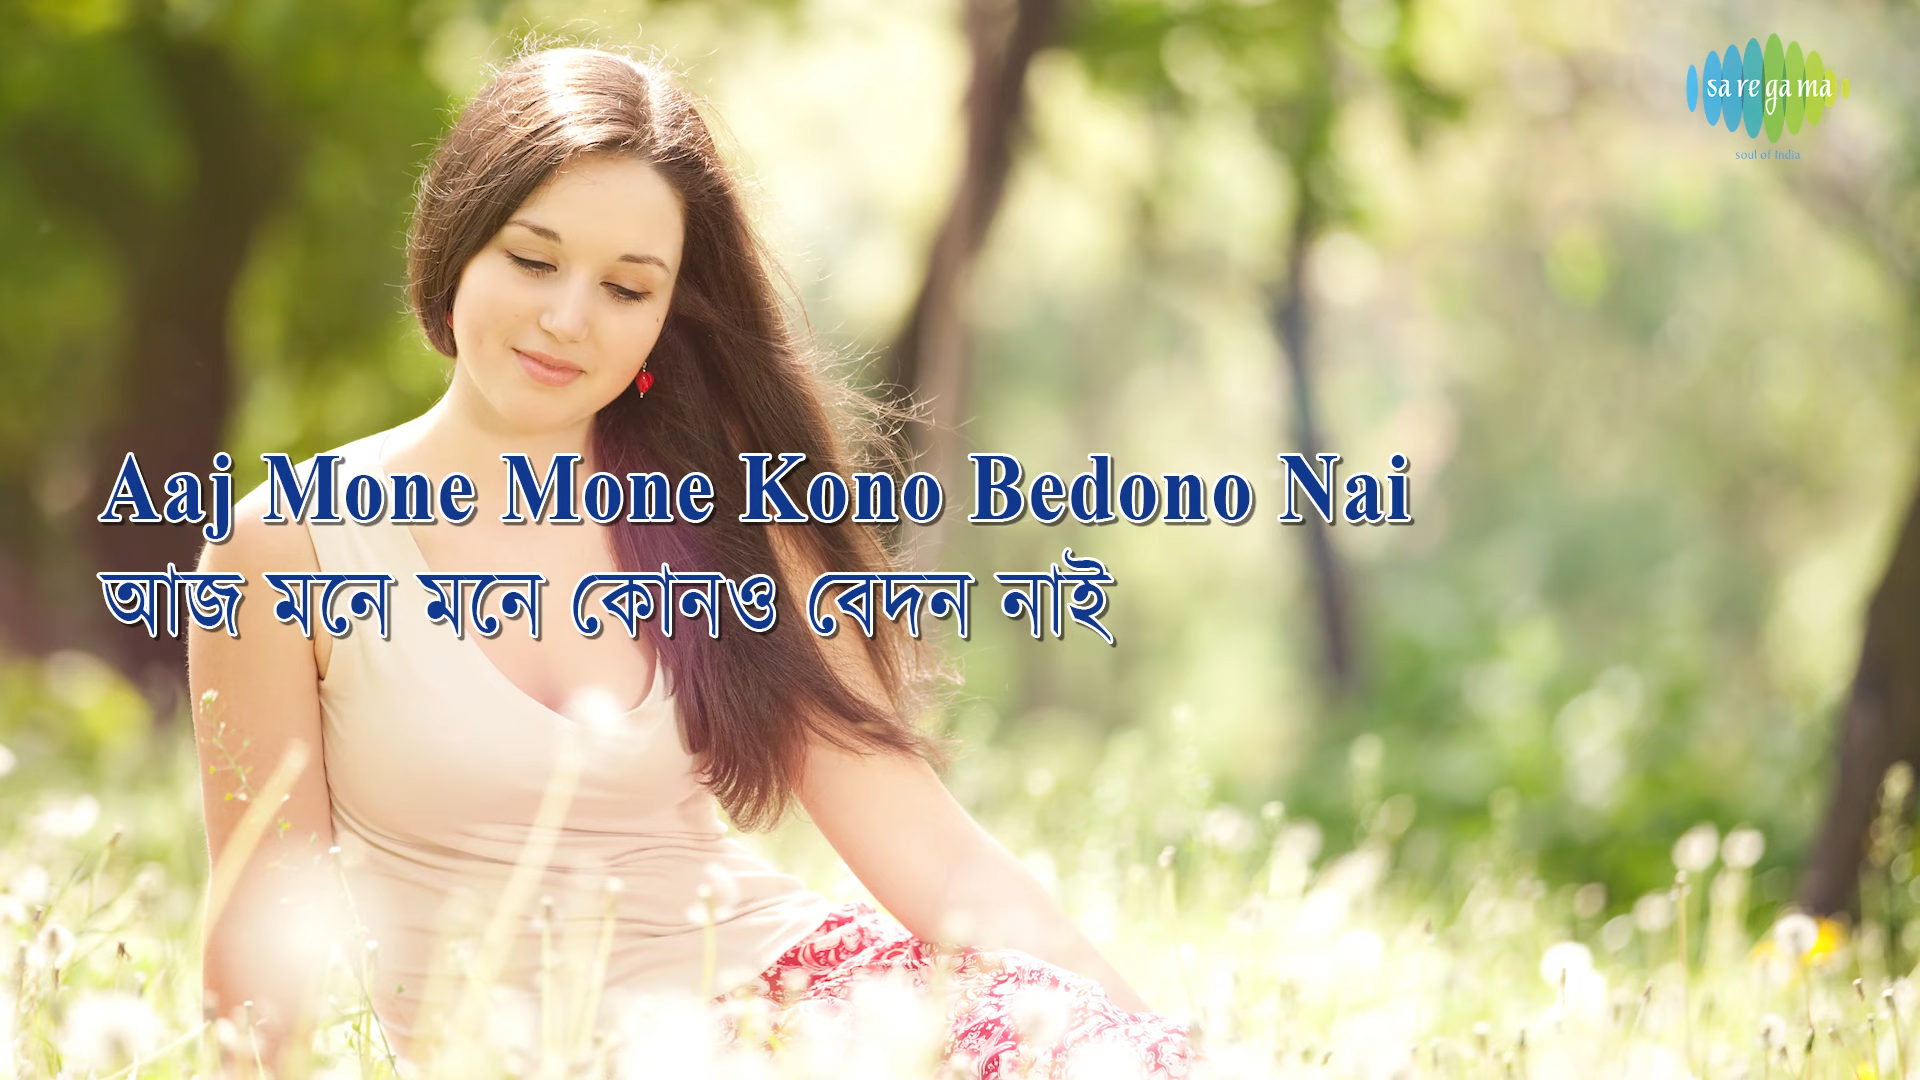 sa re ga ma
soul of India
Aaj Mone Mone Kono Bedono Nai
আজ মনে মনে কোনও বেদন নাই